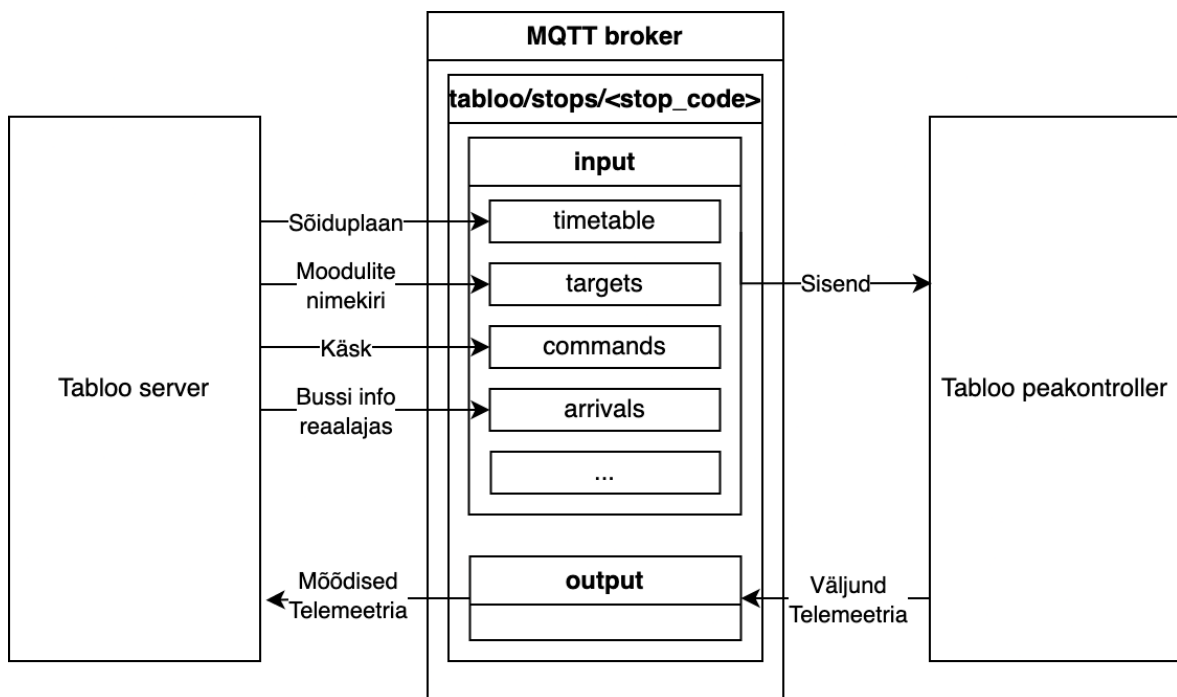 MQTT broker
tabloo/stops/<stop_code>
input
Sõiduplaan
timetable
Moodulite
nimekiri
targets
Sisend
Käsk
commands
Tabloo server
Tabloo peakontroller
Bussi info
reaalajas
arrivals
...
Mõõdised
Telemeetria
output
Väljund
Telemeetria